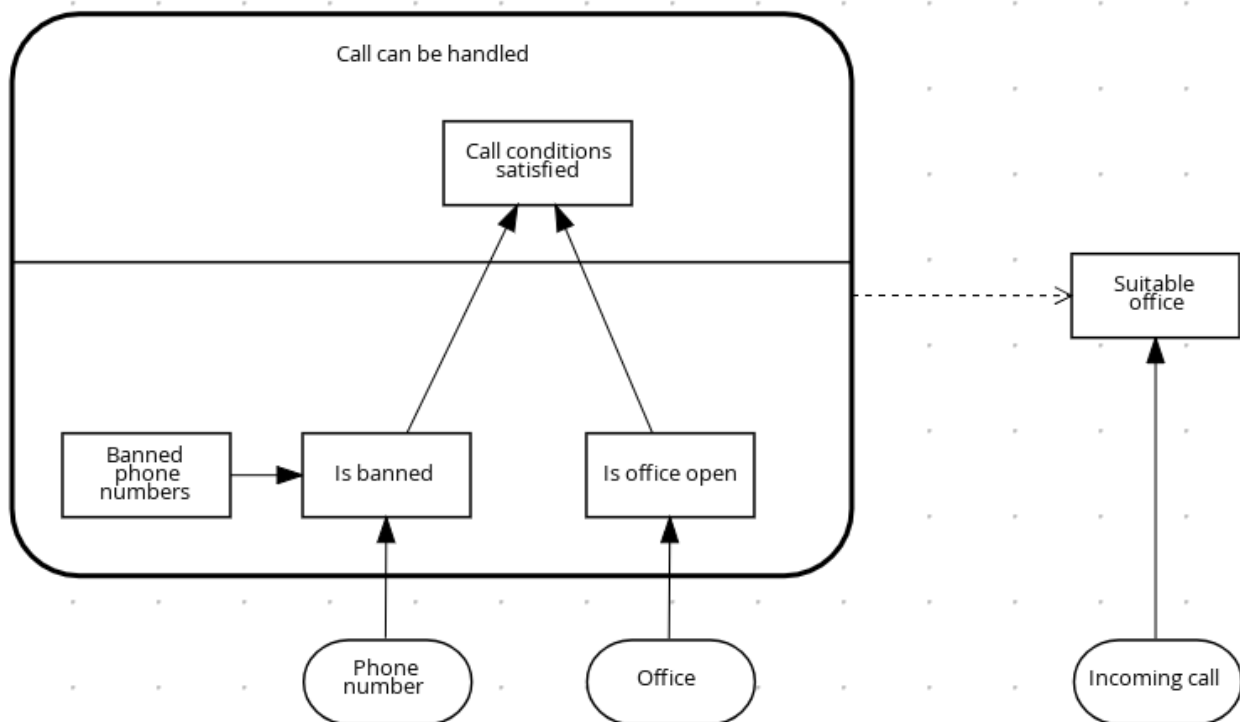 Call can be handled
Call conditions
satisfied
Suitable
office
Banned
phone
numbers
Is banned
Is office open
Phone
number
Office
Incoming call